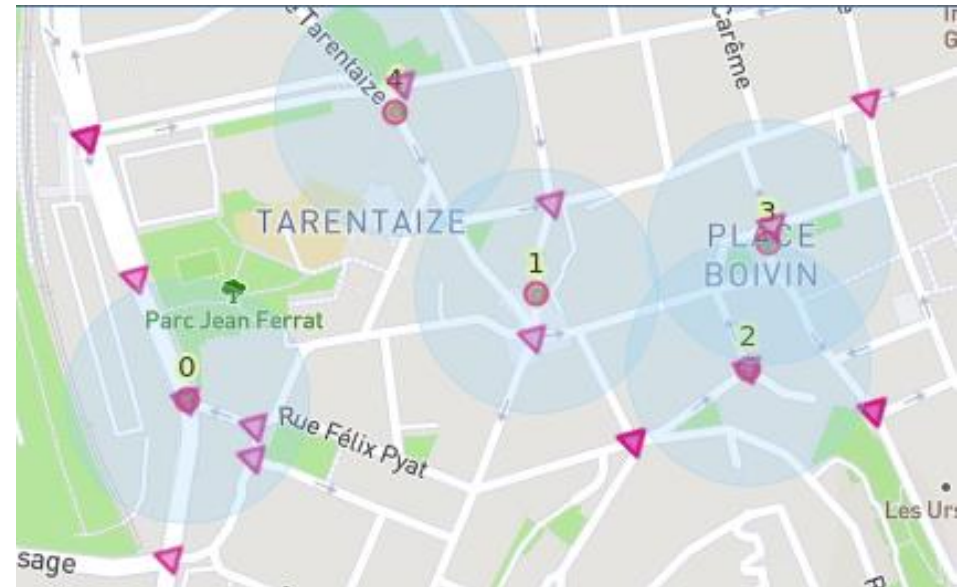 Tarentaize
Carême
4
TARENTAIZE
3
PLACE
BOIVIN
1
Parc Jean Ferrat
2
0
Rue Félix Pyat
Les Urs
sage